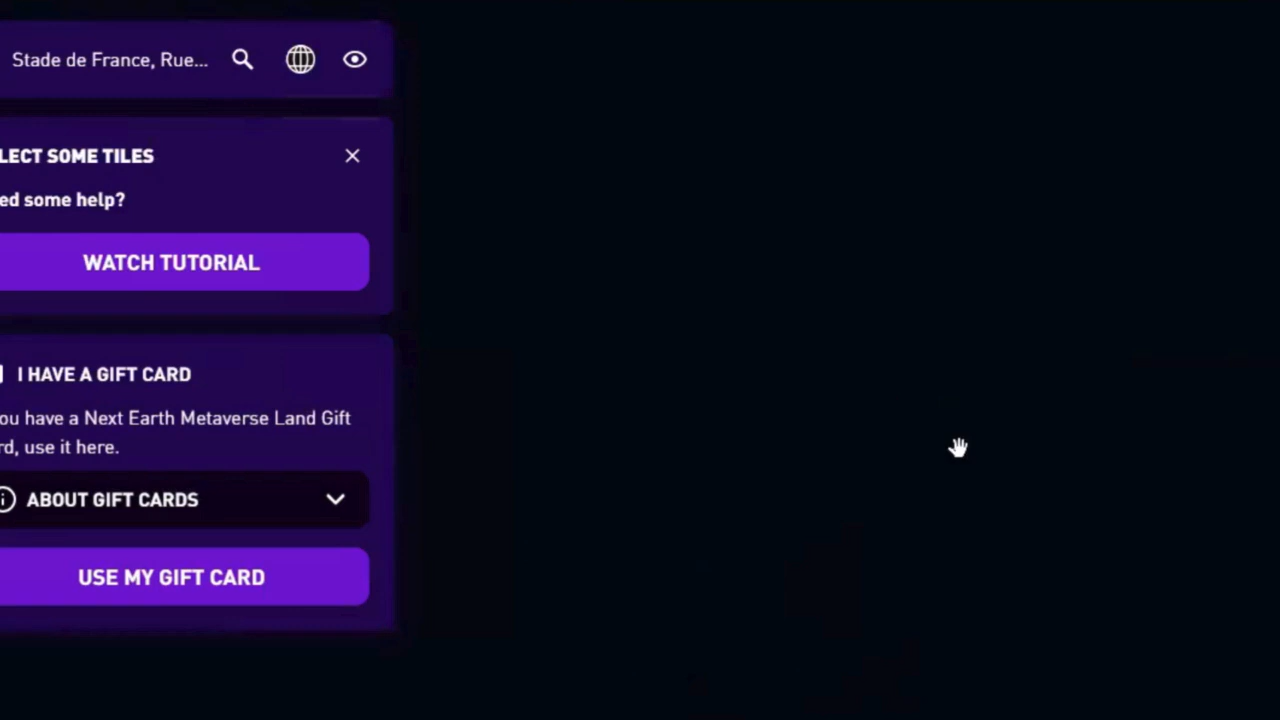 Stade de France, Rue...
LECT SOME TILES
ed some help?
WATCH TUTORIAL
I HAVE A GIFT CARD
ou have a Next Earth Metaverse Land Gift
rd, use it here.
ABOUT GIFT CARDS
USE MY GIFT CARD